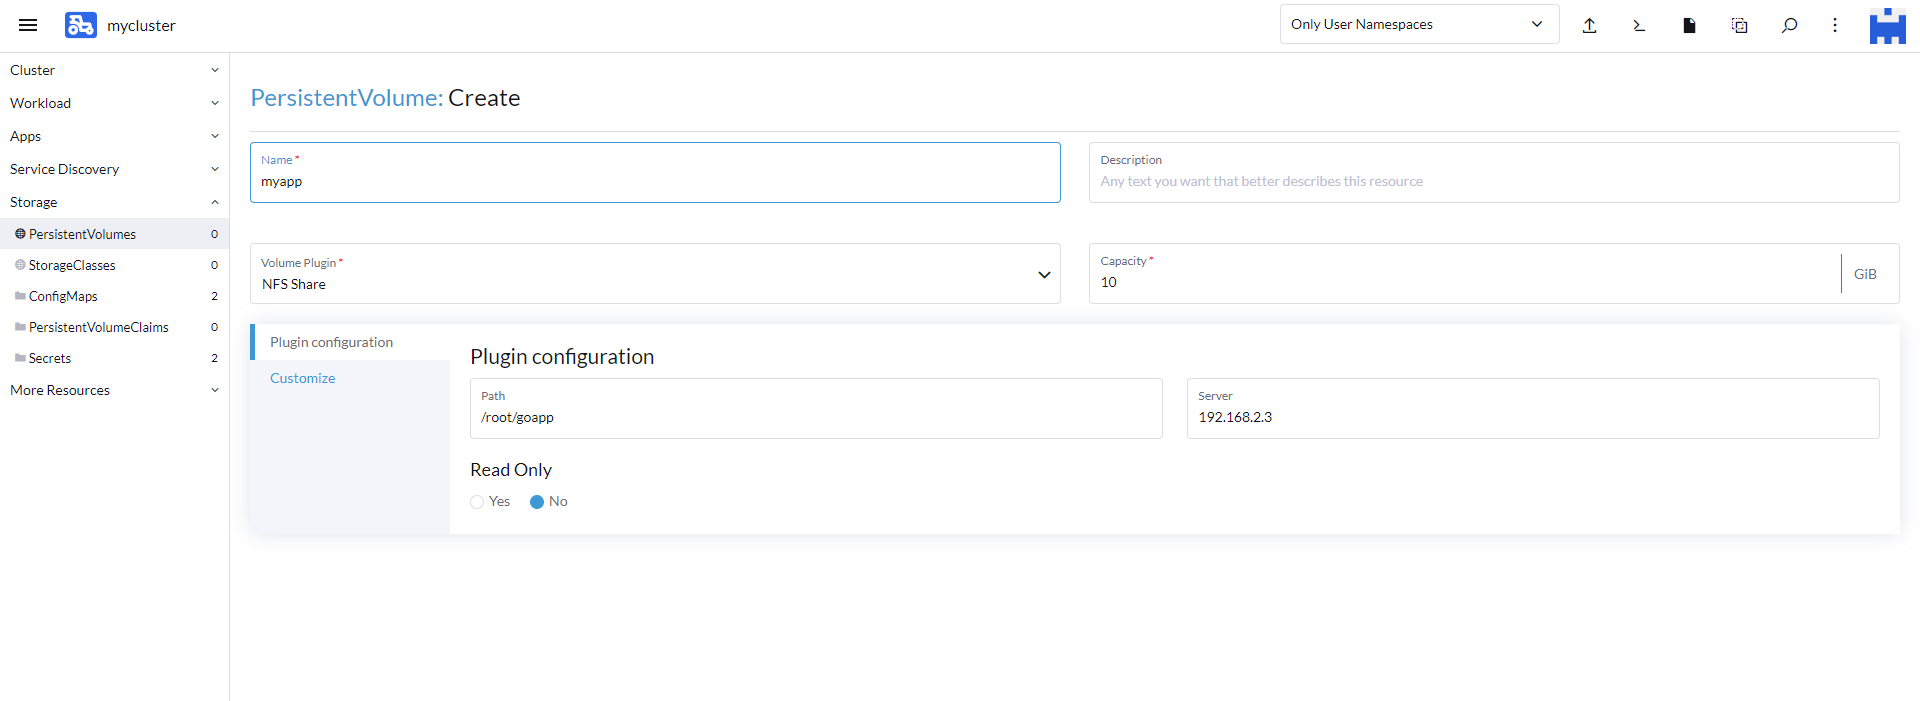 mycluster
Only User Namespaces
Cluster
Workload
Apps
Service Discovery
Storage
PersistentVolumes 0
StorageClasses 0
ConfigMaps 2
PersistentVolumeClaims 0
Secrets 2
More Resources
PersistentVolume: Create
Name *
myapp
Description
Any text you want that better describes this resource
Volume Plugin *
NFS Share
Capacity *
10 GiB
Plugin configuration
Customize
Plugin configuration
Path
/root/goapp
Server
192.168.2.3
Read Only
Yes No